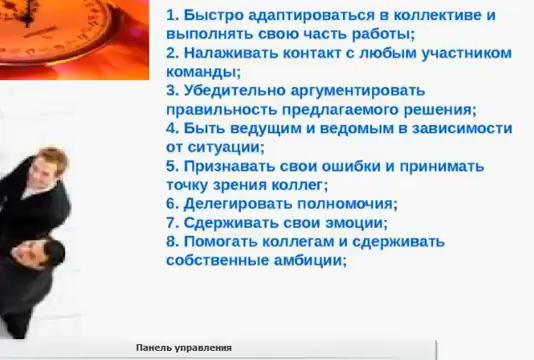 1. Быстро адаптироваться в коллективе и
выполнять свою часть работы;
2. Налаживать контакт с любым участником
команды;
3. Убедительно аргументировать
правильность предлагаемого решения;
4. Быть ведущим и ведомым в зависимости
от ситуации;
5. Признавать свои ошибки и принимать
точку зрения коллег;
6. Делегировать полномочия;
7. Сдерживать свои эмоции;
8. Помогать коллегам и сдерживать
собственные амбиции;
Панель управления